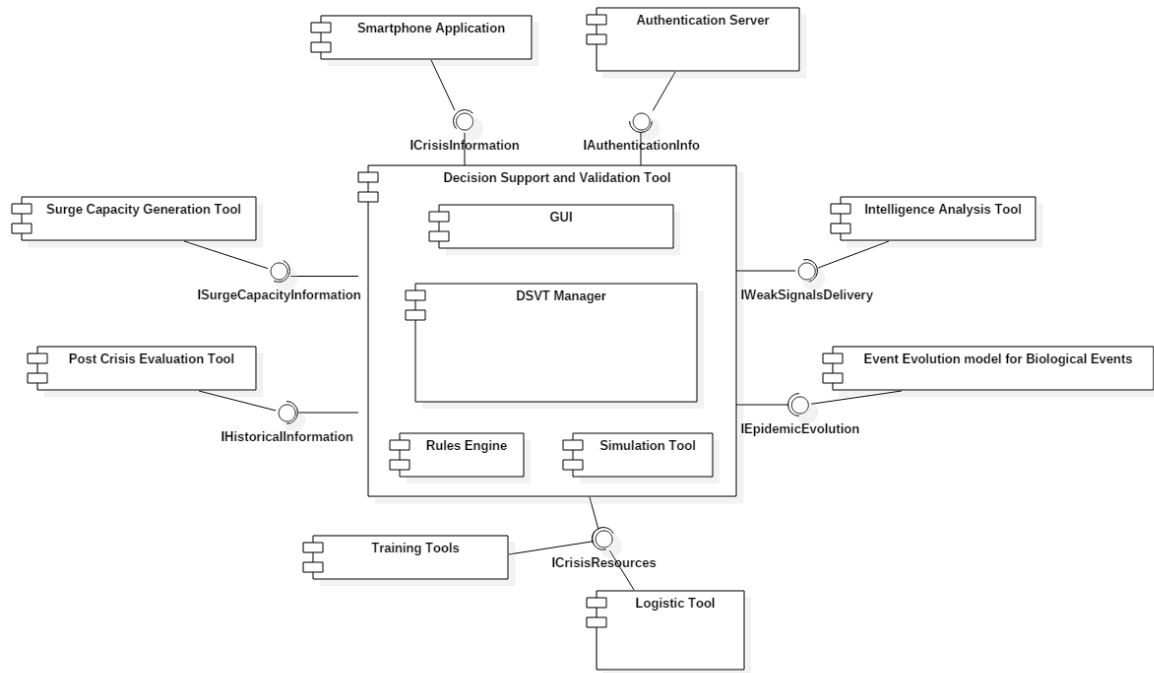 Smartphone Application
Authentication Server
ICrisisInformation
IAuthenticationInfo
Decision Support and Validation Tool
Surge Capacity Generation Tool
GUI
Intelligence Analysis Tool
ISurgeCapacityInformation
DSVT Manager
IWeakSignalsDelivery
Post Crisis Evaluation Tool
Event Evolution model for Biological Events
IHistoricalInformation
IEpidemicEvolution
Rules Engine
Simulation Tool
Training Tools
ICrisisResources
Logistic Tool